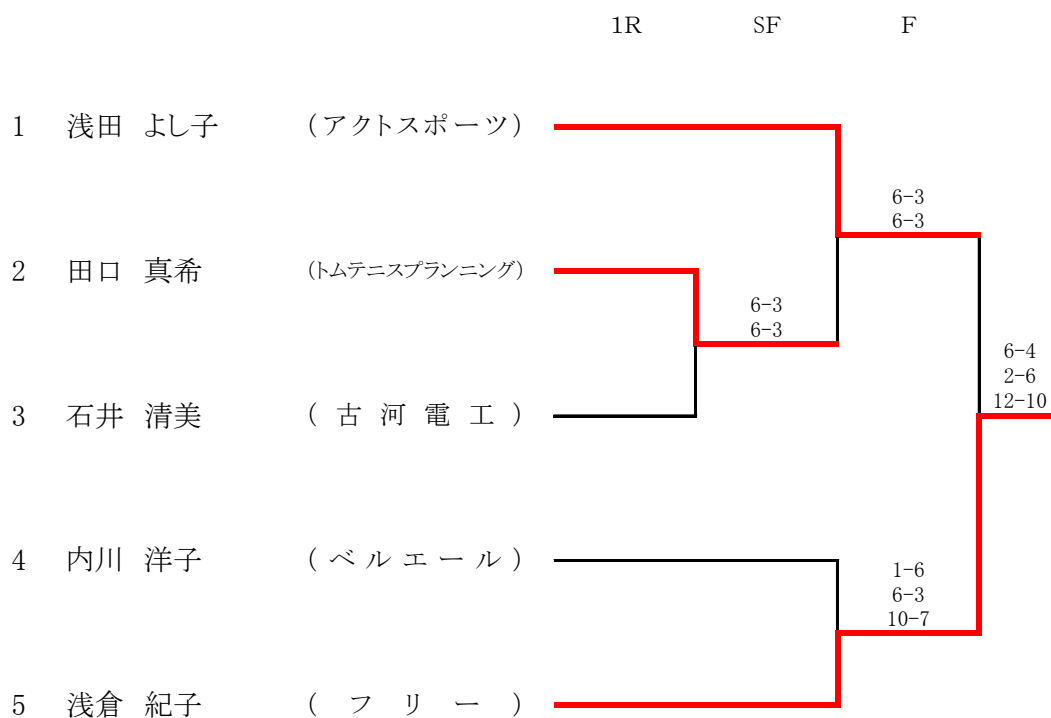 1R SF F
1 浅田 よし子 (アクトスポーツ)
6-3
6-3
2 田口 真希 (トムテニスプランニング)
6-3
6-3
6-4
2-6
12-10
3 石井 清美 (古河電工)
4 内川 洋子 (ベルエール)
1-6
6-3
10-7
5 浅倉 紀子 (フリー)